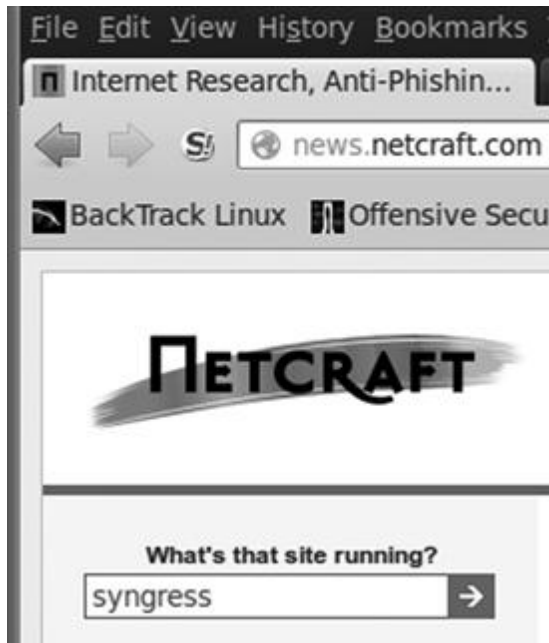 File Edit View History Bookmarks
Internet Research, Anti-Phishin...
S! news.netcraft.com
BackTrack Linux Offensive Secu
NETCRAFT
What's that site running?
syngress